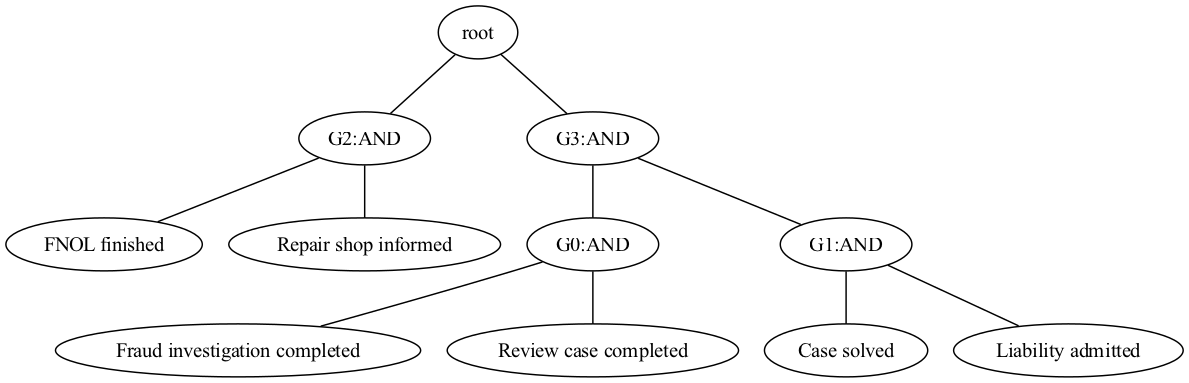 root
G2:AND
G3:AND
FNOL finished
Repair shop informed
G0:AND
G1:AND
Fraud investigation completed
Review case completed
Case solved
Liability admitted